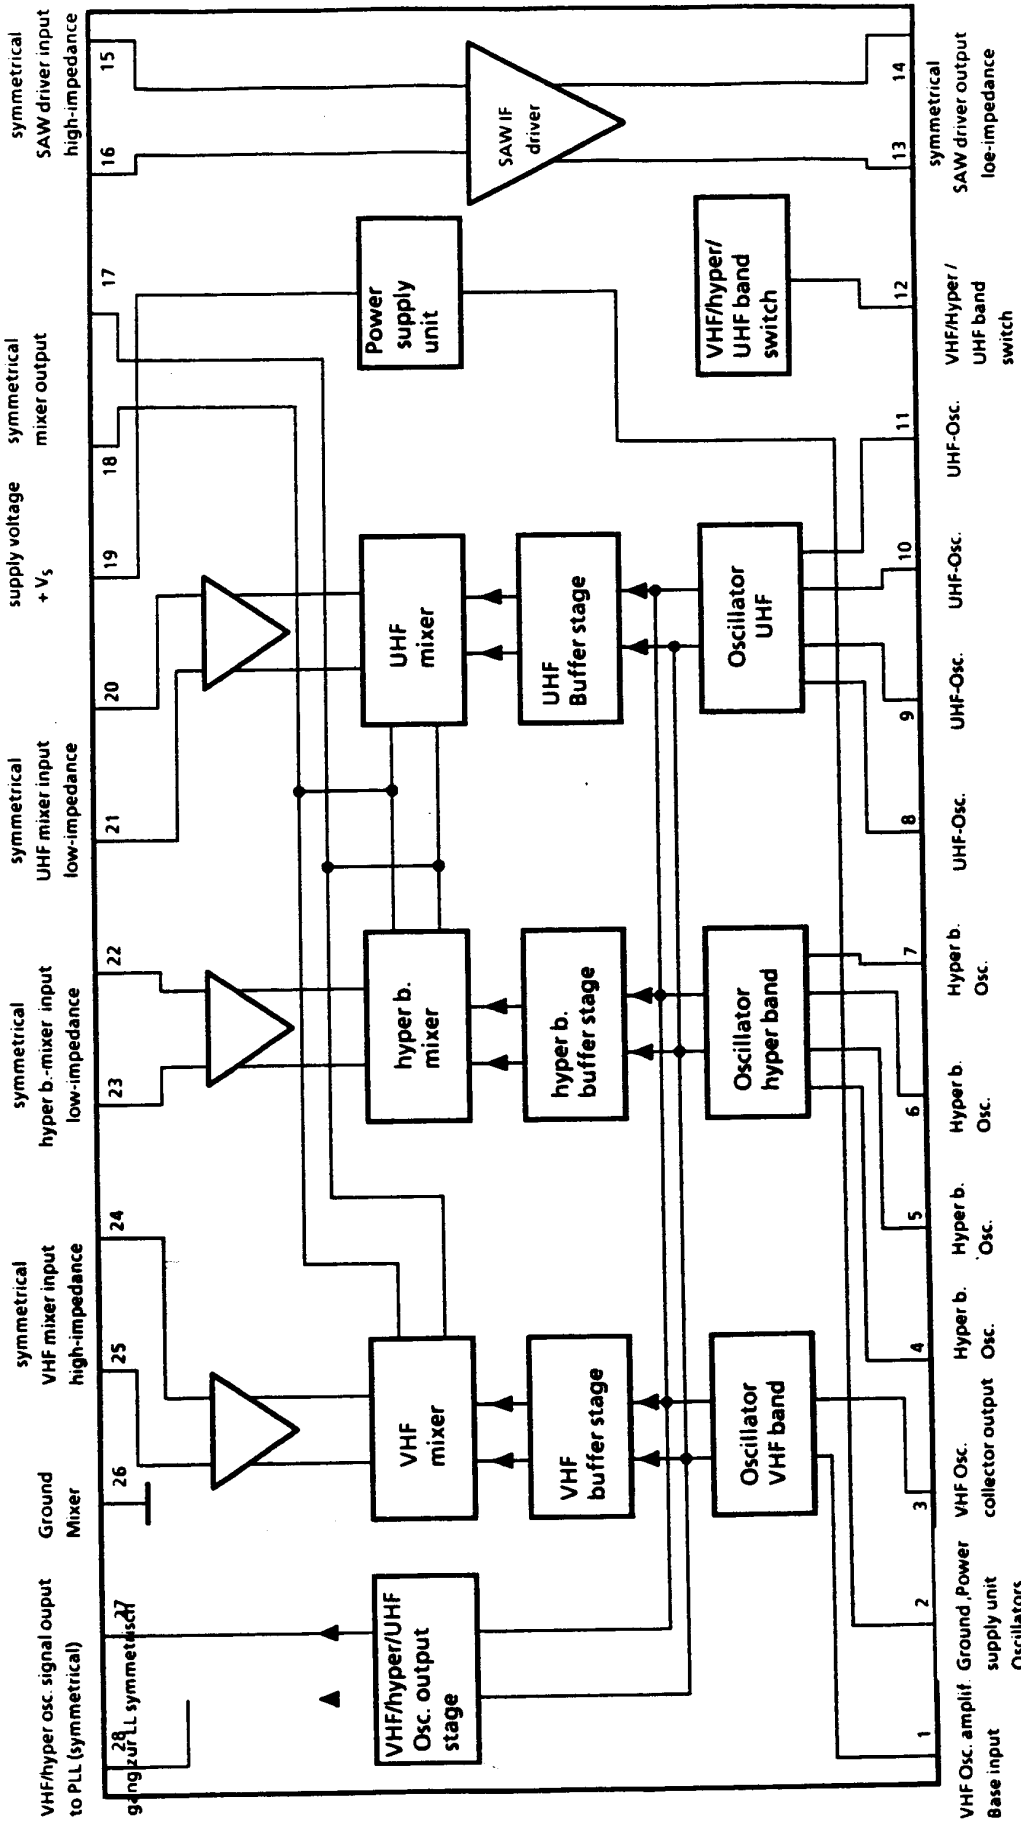 symmetrical
SAW driver input
high-impedance
symmetrical
mixer output
supply voltage
+ Vs
symmetrical
UHF mixer input
low-impedance
symmetrical
hyper b.-mixer input
low-impedance
symmetrical
VHF mixer input
high-impedance
Ground
Mixer
VHF/hyper osc. signal ouput
to PLL (symmetrical)
gang zur LL symmetrisch
15
16
17
18
19
20
21
22
23
24
25
26
27
28
SAW IF
driver
Power
supply
unit
VHF/hyper/
UHF band
switch
UHF
mixer
UHF
Buffer stage
Oscillator
UHF
hyper b.
mixer
hyper b.
buffer stage
Oscillator
hyper band
VHF
mixer
VHF
buffer stage
Oscillator
VHF band
VHF/hyper/UHF
Osc. output
stage
14
13
12
11
10
9
8
7
6
5
4
3
2
1
symmetrical
SAW driver output
loe-impedance
VHF/Hyper /
UHF band
switch
UHF-Osc.
UHF-Osc.
UHF-Osc.
UHF-Osc.
Hyper b.
Osc.
Hyper b.
Osc.
Hyper b.
Osc.
Hyper b.
Osc.
VHF Osc.
collector output
Ground ,Power
supply unit
Oscillators
VHF Osc. amplif.
Base input